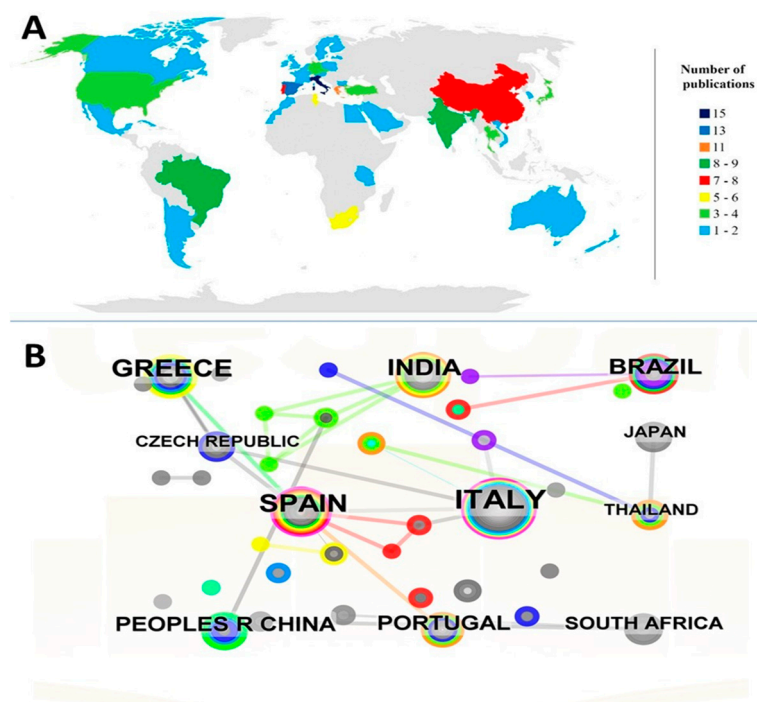 A
Number of
publications
15
13
11
8 - 9
7 - 8
5 - 6
3 - 4
1 - 2
B
GREECE
INDIA
BRAZIL
CZECH REPUBLIC
JAPAN
SPAIN
ITALY
THAILAND
PEOPLES R CHINA
PORTUGAL
SOUTH AFRICA